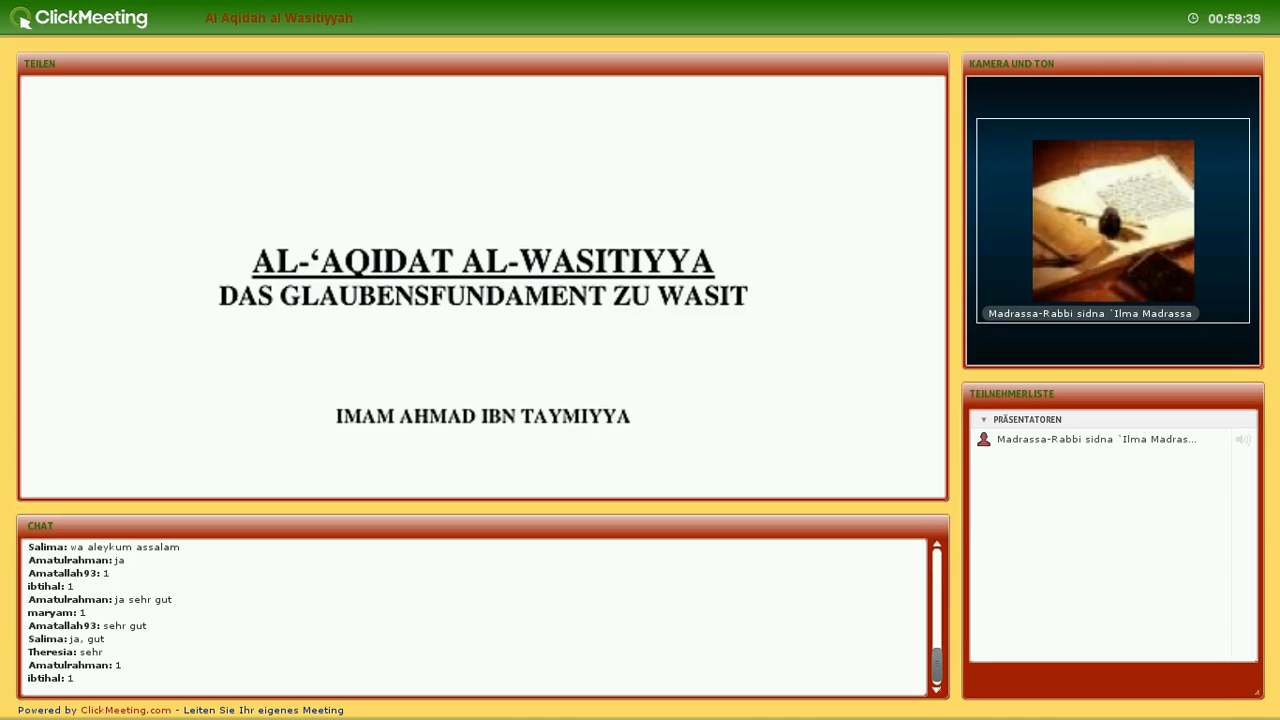 ClickMeeting
Al Aqidah al Wasitiyyah
00:59:39
TEILEN
AL-‘AQIDAT AL-WASITIYYA
DAS GLAUBENSFUNDAMENT ZU WASIT
IMAM AHMAD IBN TAYMIYYA
KAMERA UND TON
Madrassa-Rabbi sidna `Ilma Madrassa
TEILNEHMERLISTE
PRÄSENTATOREN
Madrassa-Rabbi sidna `Ilma Madras...
CHAT
Salima: wa aleykum assalam
Amatulrahman: ja
Amatallah93: 1
ibtihal: 1
Amatulrahman: ja sehr gut
maryam: 1
Amatallah93: sehr gut
Salima: ja, gut
Theresia: sehr
Amatulrahman: 1
ibtihal: 1
Powered by ClickMeeting.com - Leiten Sie Ihr eigenes Meeting